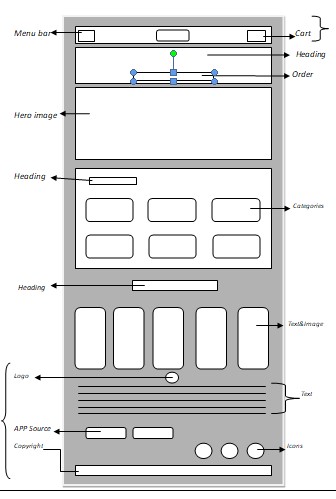 Menu bar
Cart
Heading
Order
Hero image
Heading
Categories
Heading
Text&Image
Logo
Text
APP Source
Copyright
Icons